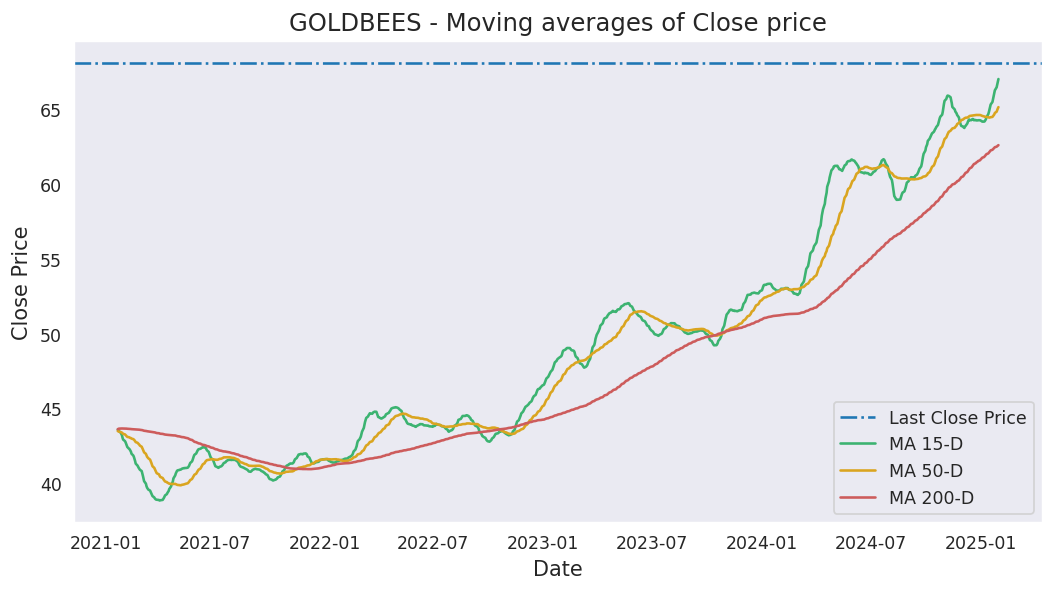 GOLDBEES - Moving averages of Close price
Close Price
65
60
55
50
45
40
Last Close Price
MA 15-D
MA 50-D
MA 200-D
2021-01 2021-07 2022-01 2022-07 2023-01 2023-07 2024-01 2024-07 2025-01
Date